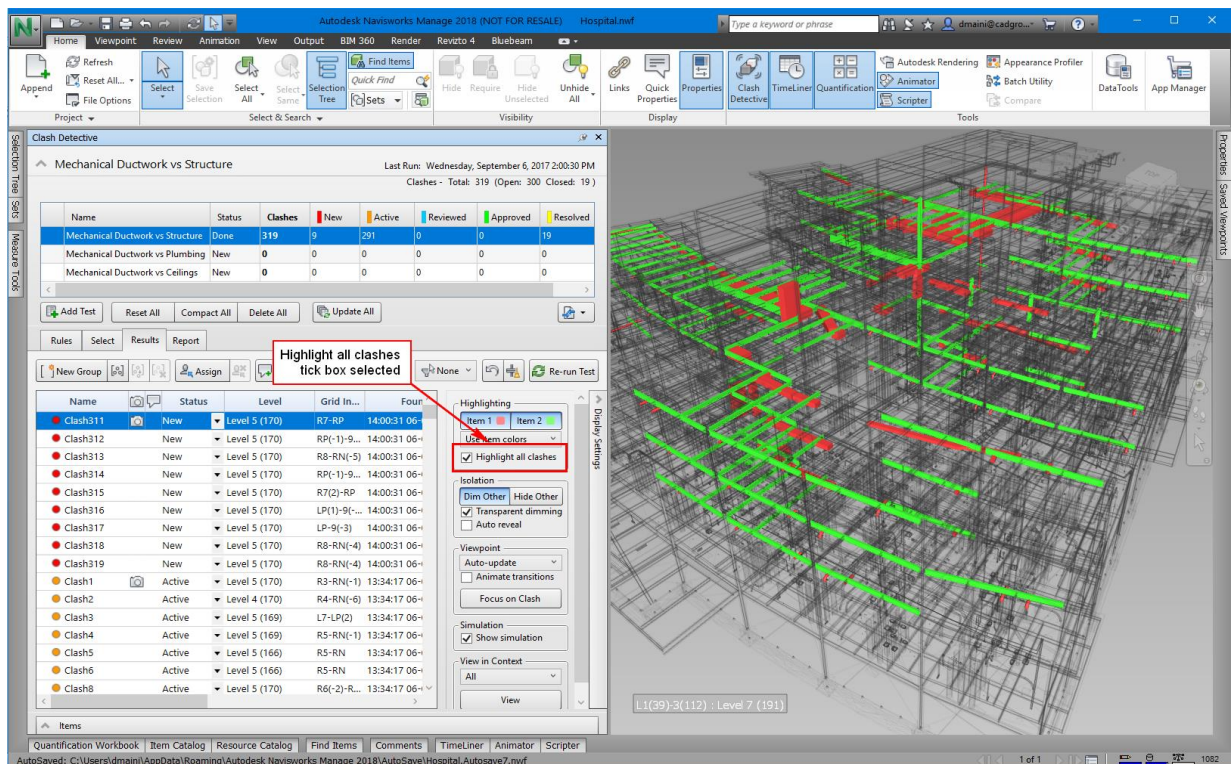 Autodesk Navisworks Manage 2018 (NOT FOR RESALE) Hospital.nwf
Type a keyword or phrase
dmaini@cadgro...
Home Viewpoint Review Animation View Output BIM 360 Render Revizto 4 Bluebeam
Append
Refresh
Reset All...
File Options
Project
Select
Save Selection
Select All
Select Same
Selection Tree
Find Items
Quick Find
Sets
Select & Search
Hide
Require
Hide Unselected
Unhide All
Visibility
Links
Quick Properties
Properties
Display
Clash Detective
TimeLiner
Quantification
Autodesk Rendering
Animator
Scripter
Appearance Profiler
Batch Utility
Compare
Tools
DataTools
App Manager
Selection Tree
Sets
Measure Tools
Clash Detective
Mechanical Ductwork vs Structure
Last Run: Wednesday, September 6, 2017 2:00:30 PM
Clashes - Total: 319 (Open: 300 Closed: 19 )
Name Status Clashes New Active Reviewed Approved Resolved
Mechanical Ductwork vs Structure Done 319 9 291 0 0 19
Mechanical Ductwork vs Plumbing New 0 0 0 0 0 0
Mechanical Ductwork vs Ceilings New 0 0 0 0 0 0
Add Test Reset All Compact All Delete All Update All
Rules Select Results Report
Highlight all clashes
tick box selected
New Group Assign None Re-run Test
Name Status Level Grid In... Foun
Clash311 New Level 5 (170) R7-RP 14:00:31 06-
Clash312 New Level 5 (170) RP(-1)-9... 14:00:31 06-
Clash313 New Level 5 (170) R8-RN(-5) 14:00:31 06-
Clash314 New Level 5 (170) RP(-1)-9... 14:00:31 06-
Clash315 New Level 5 (170) R7(2)-RP 14:00:31 06-
Clash316 New Level 5 (170) LP(1)-9(-... 14:00:31 06-
Clash317 New Level 5 (170) LP-9(-3) 14:00:31 06-
Clash318 New Level 5 (170) R8-RN(-4) 14:00:31 06-
Clash319 New Level 5 (170) R8-RN(-4) 14:00:31 06-
Clash1 Active Level 5 (170) R3-RN(-1) 13:34:17 06-
Clash2 Active Level 4 (170) R4-RN(-6) 13:34:17 06-
Clash3 Active Level 5 (169) L7-LP(2) 13:34:17 06-
Clash4 Active Level 5 (169) R5-RN(-1) 13:34:17 06-
Clash5 Active Level 5 (166) R5-RN 13:34:17 06-
Clash6 Active Level 5 (166) R5-RN 13:34:17 06-
Clash8 Active Level 5 (170) R6(-2)-R... 13:34:17 06-
Highlighting
Item 1 Item 2
Use item colors
Highlight all clashes
Isolation
Dim Other Hide Other
Transparent dimming
Auto reveal
Viewpoint
Auto-update
Animate transitions
Focus on Clash
Simulation
Show simulation
View in Context
All
View
Display Settings
Items
L1(39)-3(112) : Level 7 (191)
Properties
Saved Viewpoints
Quantification Workbook Item Catalog Resource Catalog Find Items Comments TimeLiner Animator Scripter
AutoSaved: C:\Users\dmaini\AppData\Roaming\Autodesk Navisworks Manage 2018\AutoSave\Hospital.Autosave7.nwf
1 of 1
1082